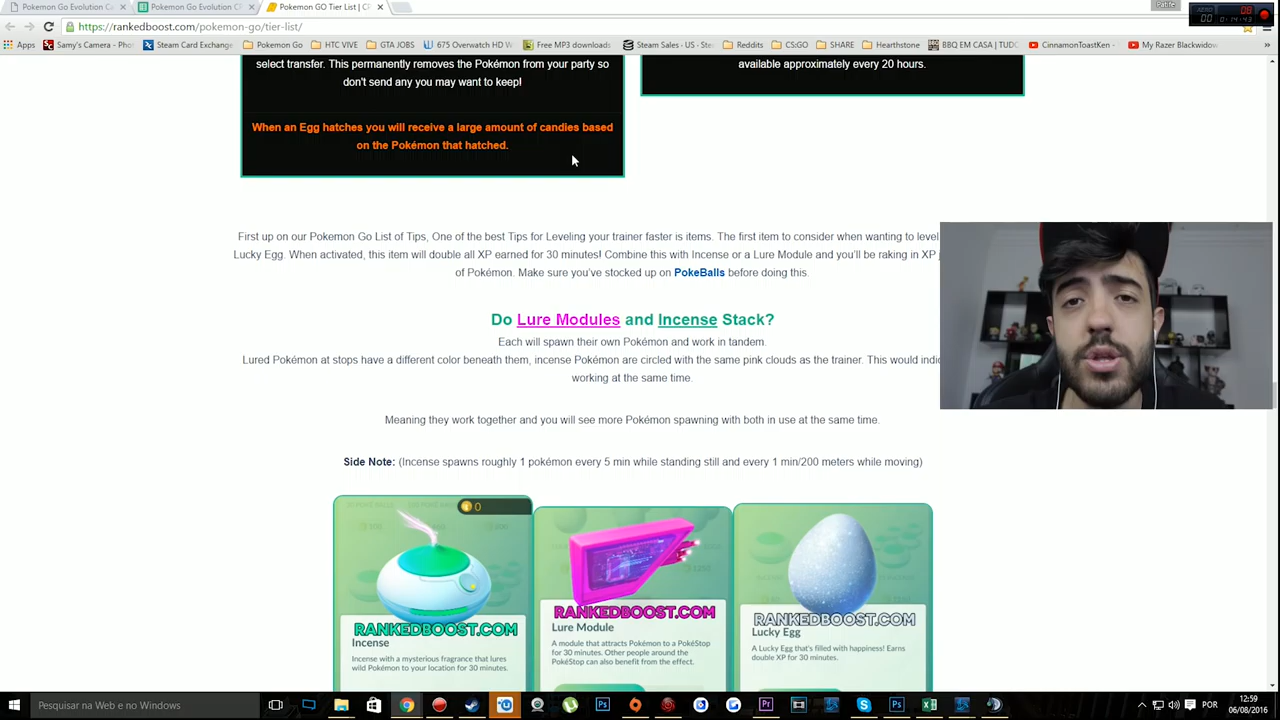 Pokemon Go Evolution Ca
Pokemon Go Evolution CP
Pokemon GO Tier List | CP
Patife
08
00
0:14:43
https://rankedboost.com/pokemon-go/tier-list/
Apps
Samy's Camera - Pho
Steam Card Exchange
Pokemon Go
HTC VIVE
GTA JOBS
675 Overwatch HD W
Free MP3 downloads
Steam Sales - US - Ste
Reddits
CS:GO
SHARE
Hearthstone
BBQ EM CASA | TUDO
CinnamonToastKen -
My Razer Blackwidow
select transfer. This permanently removes the Pokémon from your party so
don't send any you may want to keep!
available approximately every 20 hours.
When an Egg hatches you will receive a large amount of candies based
on the Pokémon that hatched.
First up on our Pokemon Go List of Tips, One of the best Tips for Leveling your trainer faster is items. The first item to consider when wanting to level
Lucky Egg. When activated, this item will double all XP earned for 30 minutes! Combine this with Incense or a Lure Module and you'll be raking in XP
of Pokémon. Make sure you've stocked up on PokeBalls before doing this.
Do Lure Modules and Incense Stack?
Each will spawn their own Pokémon and work in tandem.
Lured Pokémon at stops have a different color beneath them, incense Pokémon are circled with the same pink clouds as the trainer. This would indic
working at the same time.
Meaning they work together and you will see more Pokémon spawning with both in use at the same time.
Side Note: (Incense spawns roughly 1 pokémon every 5 min while standing still and every 1 min/200 meters while moving)
0
RANKEDBOOST.COM
Incense
Incense with a mysterious fragrance that lures
wild Pokémon to your location for 30 minutes.
RANKEDBOOST.COM
Lure Module
A module that attracts Pokémon to a PokéStop
for 30 minutes. Other people around the
PokéStop can also benefit from the effect.
RANKEDBOOST.COM
Lucky Egg
A Lucky Egg that's filled with happiness! Earns
double XP for 30 minutes.
Pesquisar na Web e no Windows
POR
12:59
06/08/2016